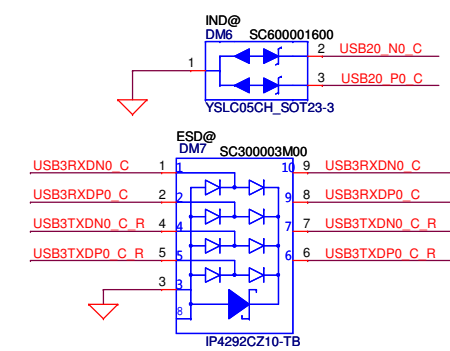 IND@
DM6 SC600001600
1 2 USB20_N0_C
3 USB20_P0_C
YSLC05CH_SOT23-3
ESD@
DM7 SC300003M00
USB3RXDN0_C 1 1 10 9 USB3RXDN0_C
USB3RXDP0_C 2 2 9 8 USB3RXDP0_C
USB3TXDN0_C_R 4 4 7 7 USB3TXDN0_C_R
USB3TXDP0_C_R 5 5 6 6 USB3TXDP0_C_R
3 3
8
IP4292CZ10-TB